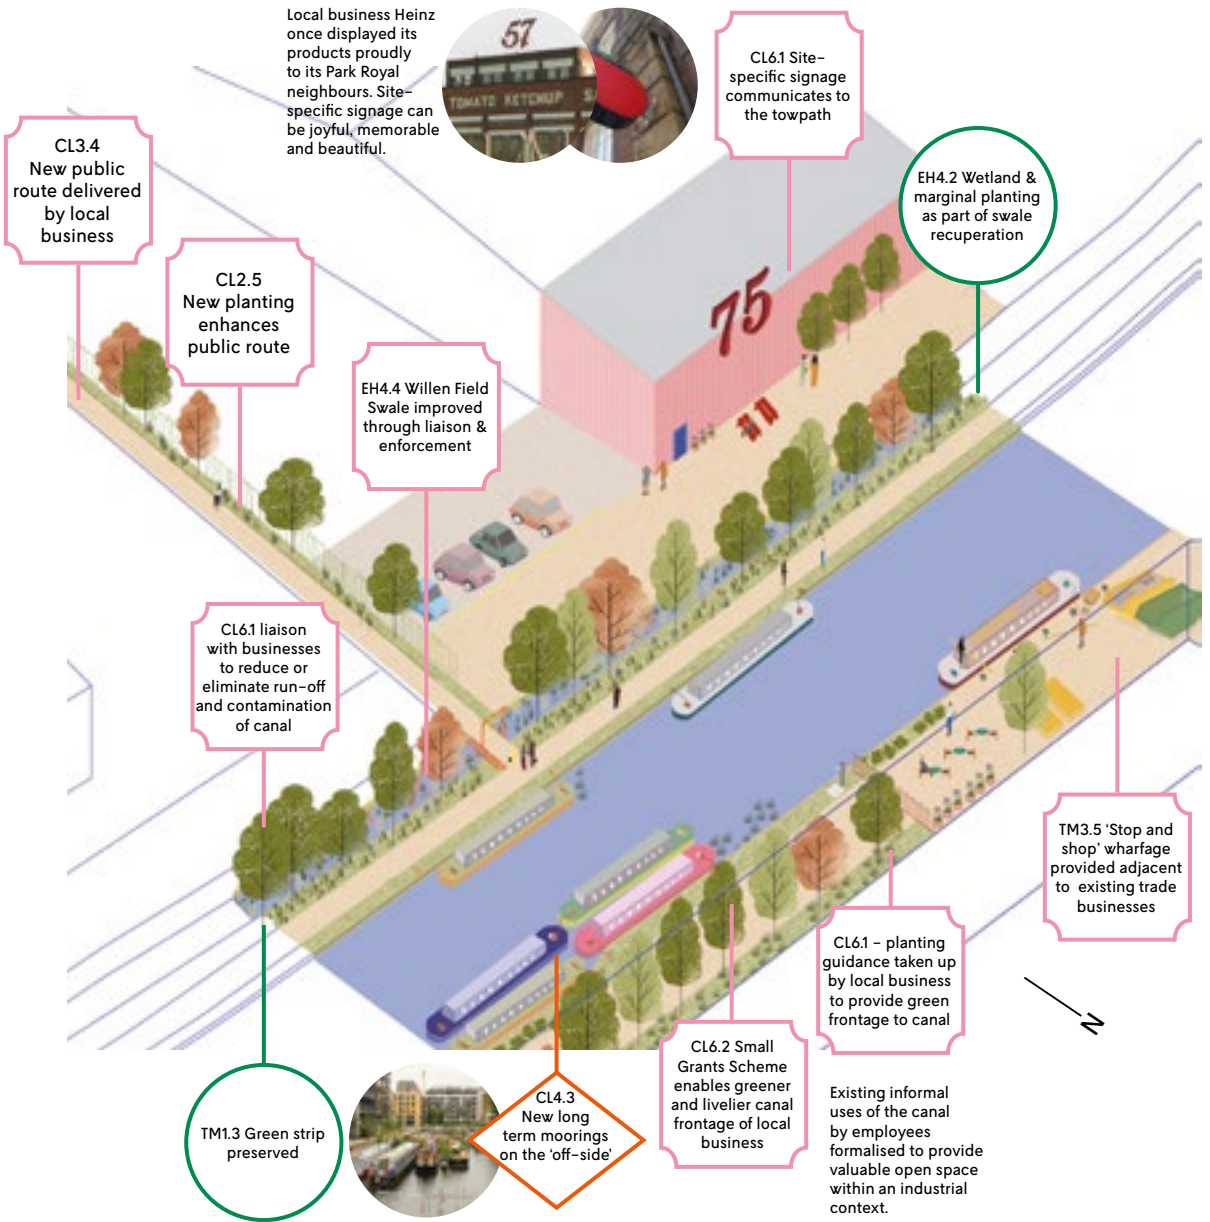 Local business Heinz
once displayed its
products proudly
to its Park Royal
neighbours. Site-
specific signage can
be joyful, memorable
and beautiful.
57
TOMATO KETCHUP
CL6.1 Site-
specific signage
communicates to
the towpath
CL3.4
New public
route delivered
by local
business
EH4.2 Wetland &
marginal planting
as part of swale
recuperation
CL2.5
New planting
enhances
public route
75
EH4.4 Willen Field
Swale improved
through liaison &
enforcement
CL6.1 liaison
with businesses
to reduce or
eliminate run-off
and contamination
of canal
TM3.5 ‘Stop and
shop’ wharfage
provided adjacent
to existing trade
businesses
CL6.1 - planting
guidance taken up
by local business
to provide green
frontage to canal
N
CL6.2 Small
Grants Scheme
enables greener
and livelier canal
frontage of local
business
TM1.3 Green strip
preserved
CL4.3
New long
term moorings
on the ‘off-side’
Existing informal
uses of the canal
by employees
formalised to provide
valuable open space
within an industrial
context.